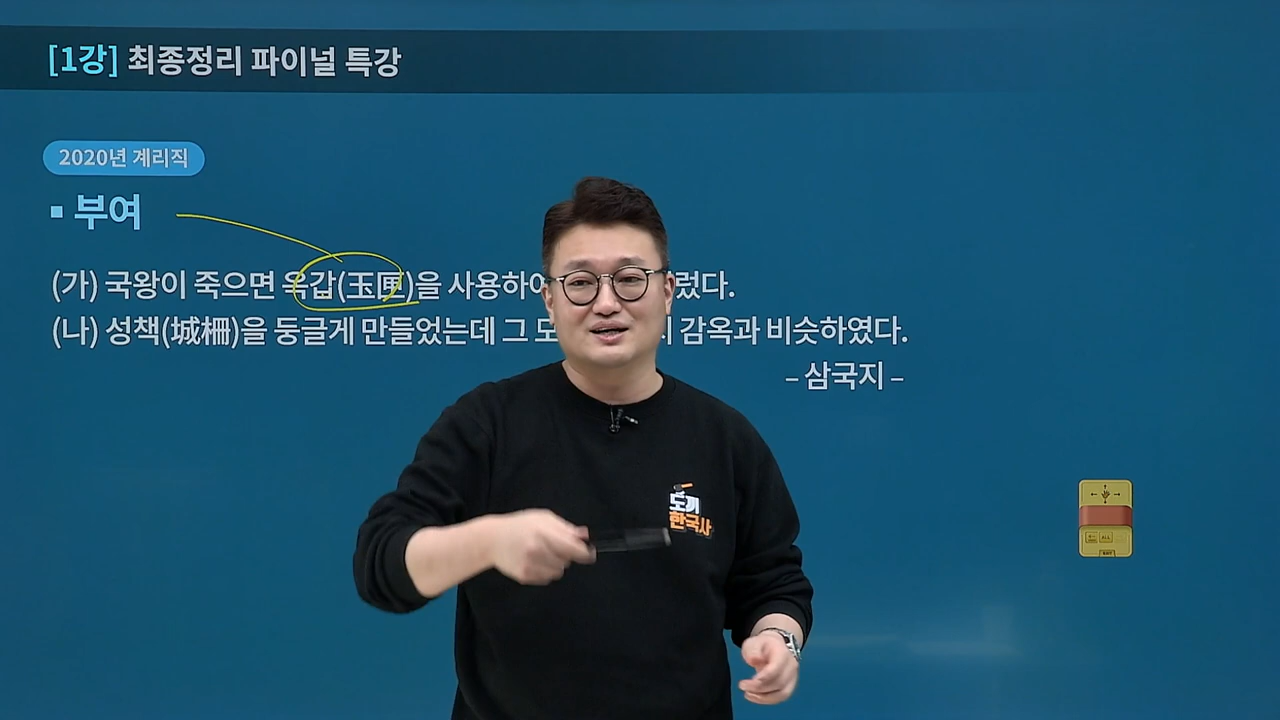 [1강] 최종정리 파이널 특강
2020년 계리직
▪ 부여
(가) 국왕이 죽으면 옥갑(玉匣)을 사용하여 렀다.
(나) 성책(城柵)을 둥글게 만들었는데 그 감옥과 비슷하였다.
– 삼국지 –
도끼
한국사
ALL